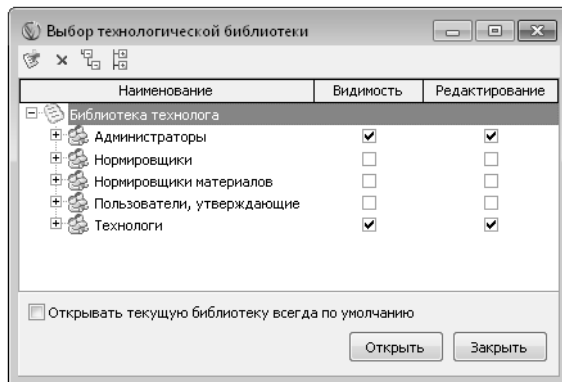 Выбор технологической библиотеки
Наименование Видимость Редактирование
Библиотека технолога
Администраторы
Нормировщики
Нормировщики материалов
Пользователи, утверждающие
Технологи
Открывать текущую библиотеку всегда по умолчанию
Открыть Закрыть